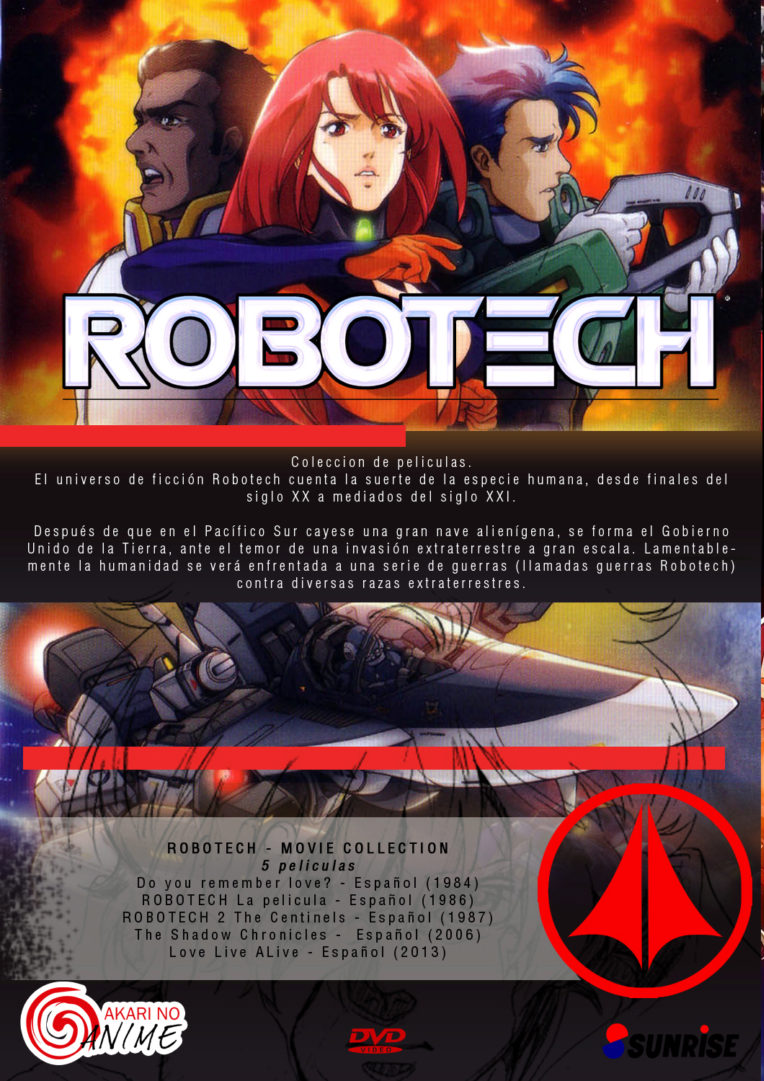 ROBOTECH
Coleccion de peliculas.
El universo de ficción Robotech cuenta la suerte de la especie humana, desde finales del
siglo XX a mediados del siglo XXI.
Después de que en el Pacífico Sur cayese una gran nave alienígena, se forma el Gobierno
Unido de la Tierra, ante el temor de una invasión extraterrestre a gran escala. Lamentable-
mente la humanidad se verá enfrentada a una serie de guerras (llamadas guerras Robotech)
contra diversas razas extraterrestres.
ROBOTECH - MOVIE COLLECTION
5 peliculas
Do you remember love? - Español (1984)
ROBOTECH La pelicula - Español (1986)
ROBOTECH 2 The Centinels - Español (1987)
The Shadow Chronicles - Español (2006)
Love Live ALive - Español (2013)
AKARI NO
ANIME
DVD
VIDEO
SUNRISE